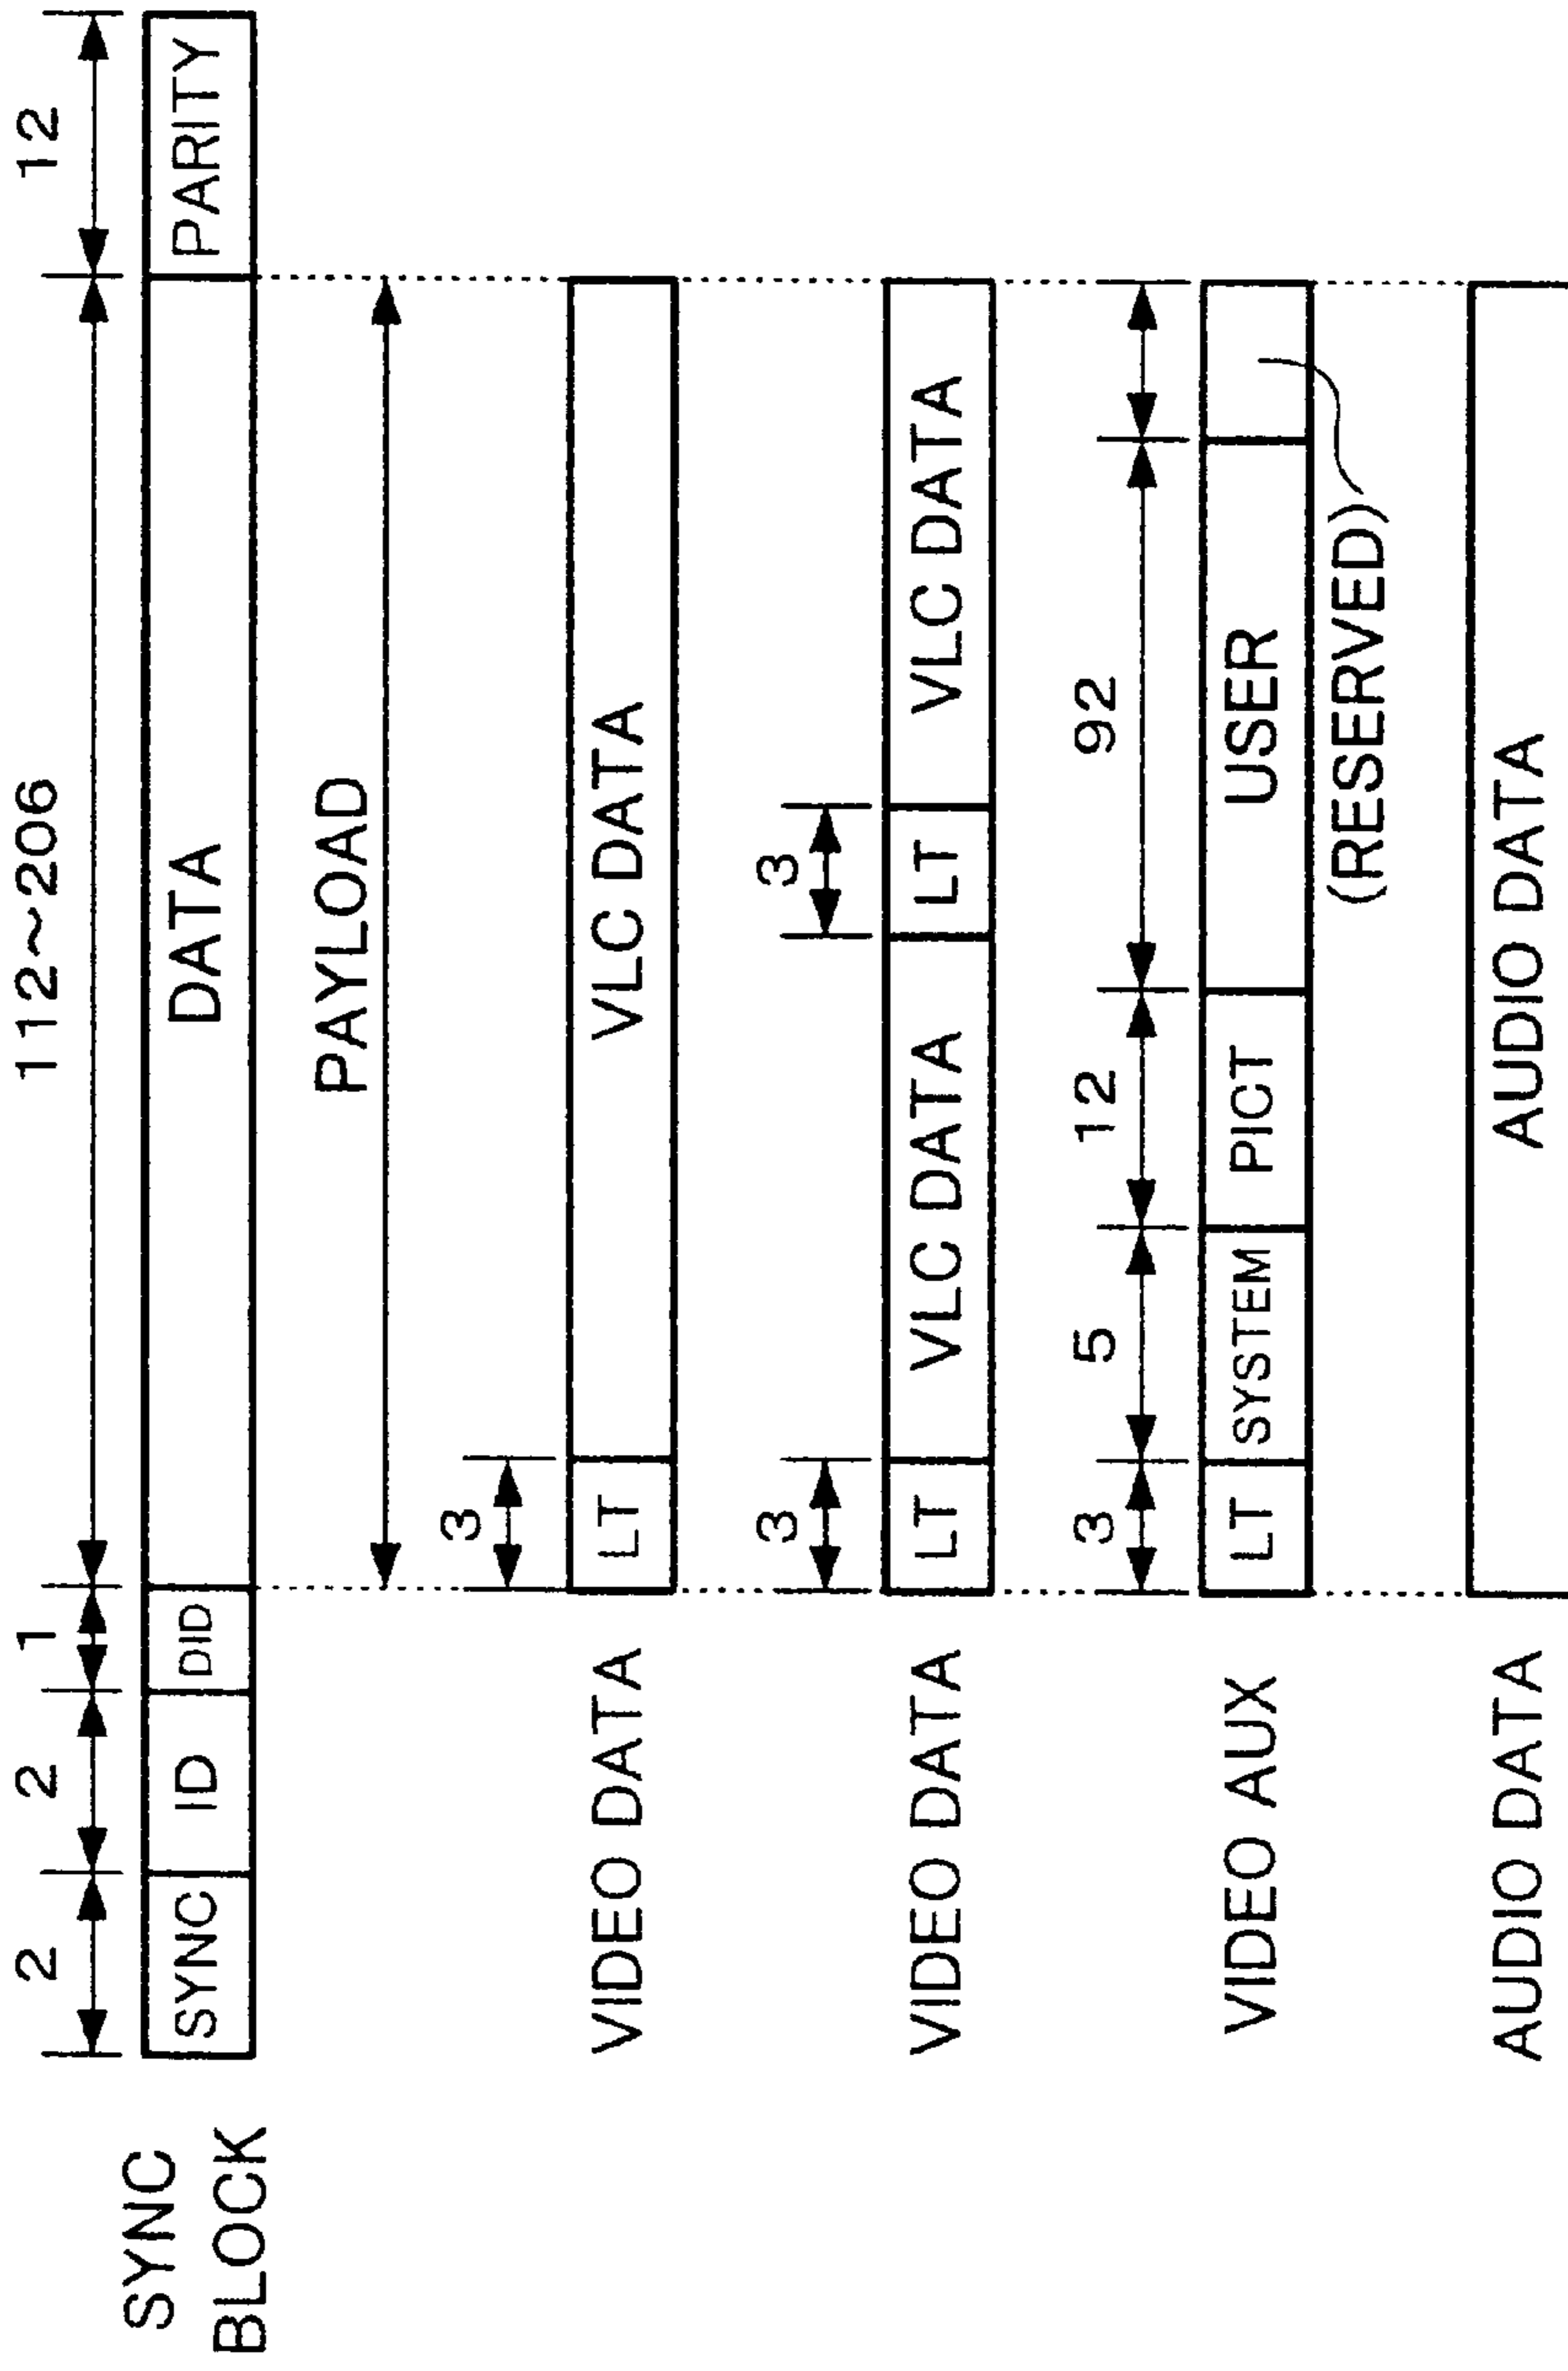 2 2 1 112~206 12
SYNC BLOCK
SYNC ID DID DATA PARITY
PAYLOAD
3
VIDEO DATA LT VLC DATA
3 3
VIDEO DATA LT VLC DATA LT VLC DATA
3 5 12 92
VIDEO AUX LT SYSTEM PICT USER
(RESERVED)
AUDIO DATA AUDIO DATA